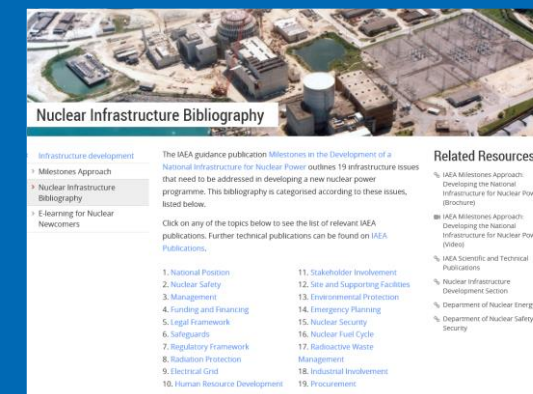 Nuclear Infrastructure Bibliography
Infrastructure development
Milestones Approach
Nuclear Infrastructure
Bibliography
E-learning for Nuclear
Newcomers
The IAEA guidance publication Milestones in the Development of a
National Infrastructure for Nuclear Power outlines 19 infrastructure issues
that need to be addressed in developing a new nuclear power
programme. This bibliography is categorised according to these issues,
listed below.
Click on any of the topics below to see the list of relevant IAEA
publications. Further technical publications can be found on IAEA
Publications.
1. National Position
2. Nuclear Safety
3. Management
4. Funding and Financing
5. Legal Framework
6. Safeguards
7. Regulatory Framework
8. Radiation Protection
9. Electrical Grid
10. Human Resource Development
11. Stakeholder Involvement
12. Site and Supporting Facilities
13. Environmental Protection
14. Emergency Planning
15. Nuclear Security
16. Nuclear Fuel Cycle
17. Radioactive Waste
Management
18. Industrial Involvement
19. Procurement
Related Resources
IAEA Milestones Approach:
Developing the National
Infrastructure for Nuclear Pow
(Brochure)
IAEA Milestones Approach:
Developing the National
Infrastructure for Nuclear Pow
(Video)
IAEA Scientific and Technical
Publications
Nuclear Infrastructure
Development Section
Department of Nuclear Energ
Department of Nuclear Safety
Security